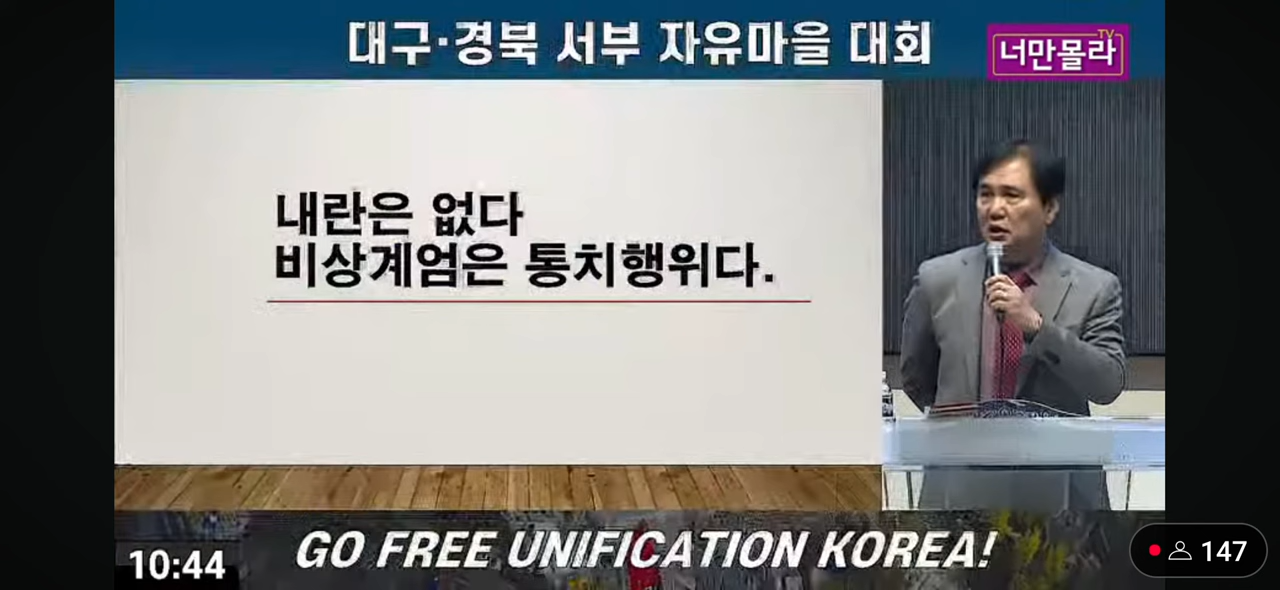 대구·경북 서부 자유마을 대회
너만몰라
TV
내란은 없다
비상계엄은 통치행위다.
GO FREE UNIFICATION KOREA!
10:44
147